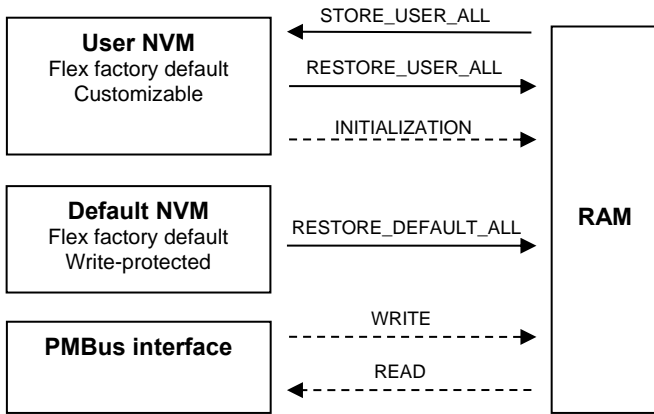 STORE_USER_ALL
User NVM
Flex factory default
Customizable
RESTORE_USER_ALL
INITIALIZATION
Default NVM
Flex factory default
Write-protected
RESTORE_DEFAULT_ALL
RAM
WRITE
PMBus interface
READ